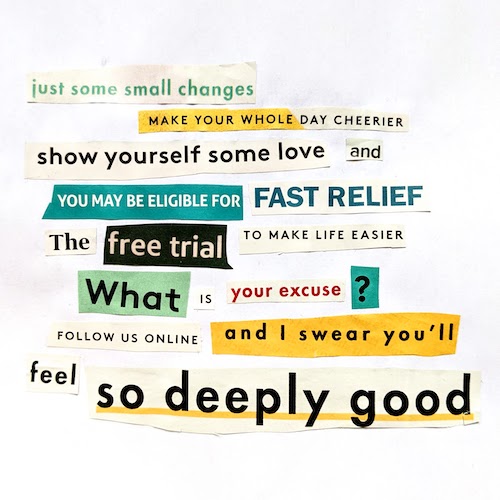 just some small changes
MAKE YOUR WHOLE DAY CHEERIER
show yourself some love and
YOU MAY BE ELIGIBLE FOR FAST RELIEF
The free trial TO MAKE LIFE EASIER
What IS your excuse ?
FOLLOW US ONLINE and I swear you'll
feel so deeply good